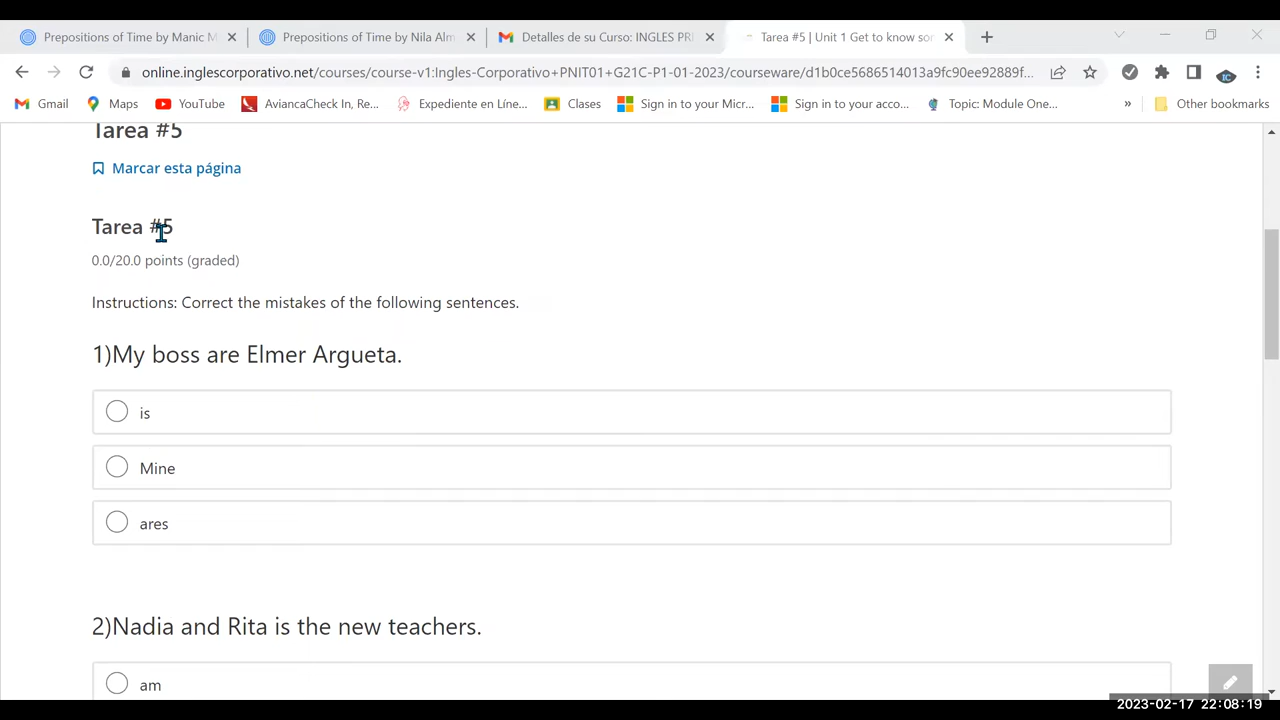 Prepositions of Time by Manic M
Prepositions of Time by Nila Alm
Detalles de su Curso: INGLES PRI
Tarea #5 | Unit 1 Get to know son
online.inglescorporativo.net/courses/course-v1:Ingles-Corporativo+PNIT01+G21C-P1-01-2023/courseware/d1b0ce5686514013a9fc90ee92889f...
Gmail
Maps
YouTube
AviancaCheck In, Re...
Expediente en Líne...
Clases
Sign in to your Micr...
Sign in to your acco...
Topic: Module One...
»
Other bookmarks
Tarea #5
Marcar esta página
Tarea #5
0.0/20.0 points (graded)
Instructions: Correct the mistakes of the following sentences.
1)My boss are Elmer Argueta.
is
Mine
ares
2)Nadia and Rita is the new teachers.
am
2023-02-17 22:08:19